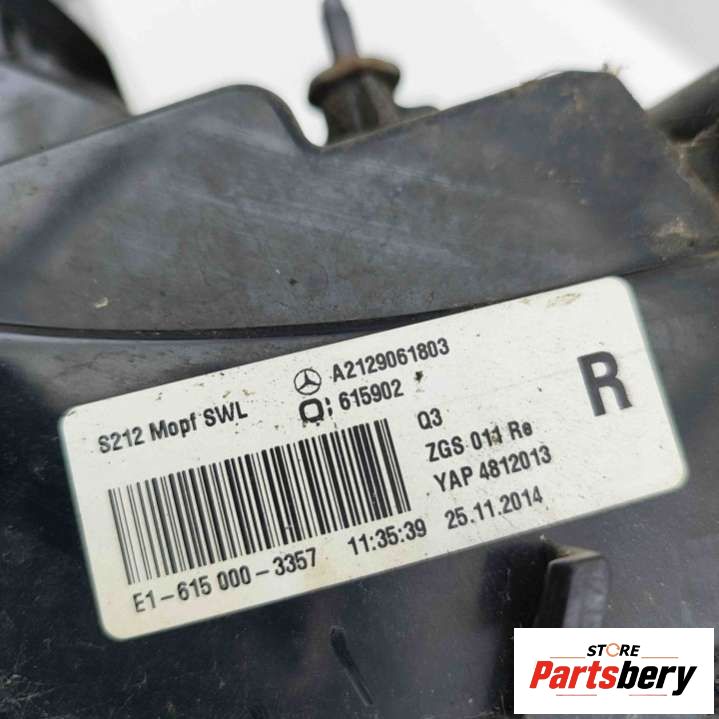 A2129061803
S212 Mopf SWL
615902
R
Q3
ZGS 011 Re
YAP 4812013
E1-615 000-3357 11:35:39 25.11.2014
STORE
Partsbery